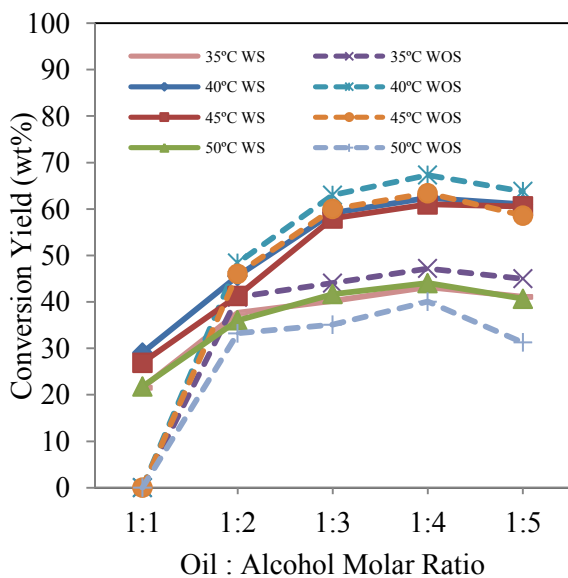 100
90
80
70
60
50
40
30
20
10
0
Conversion Yield (wt%)
35ºC WS
35ºC WOS
40ºC WS
40ºC WOS
45ºC WS
45ºC WOS
50ºC WS
50ºC WOS
1:1 1:2 1:3 1:4 1:5
Oil : Alcohol Molar Ratio